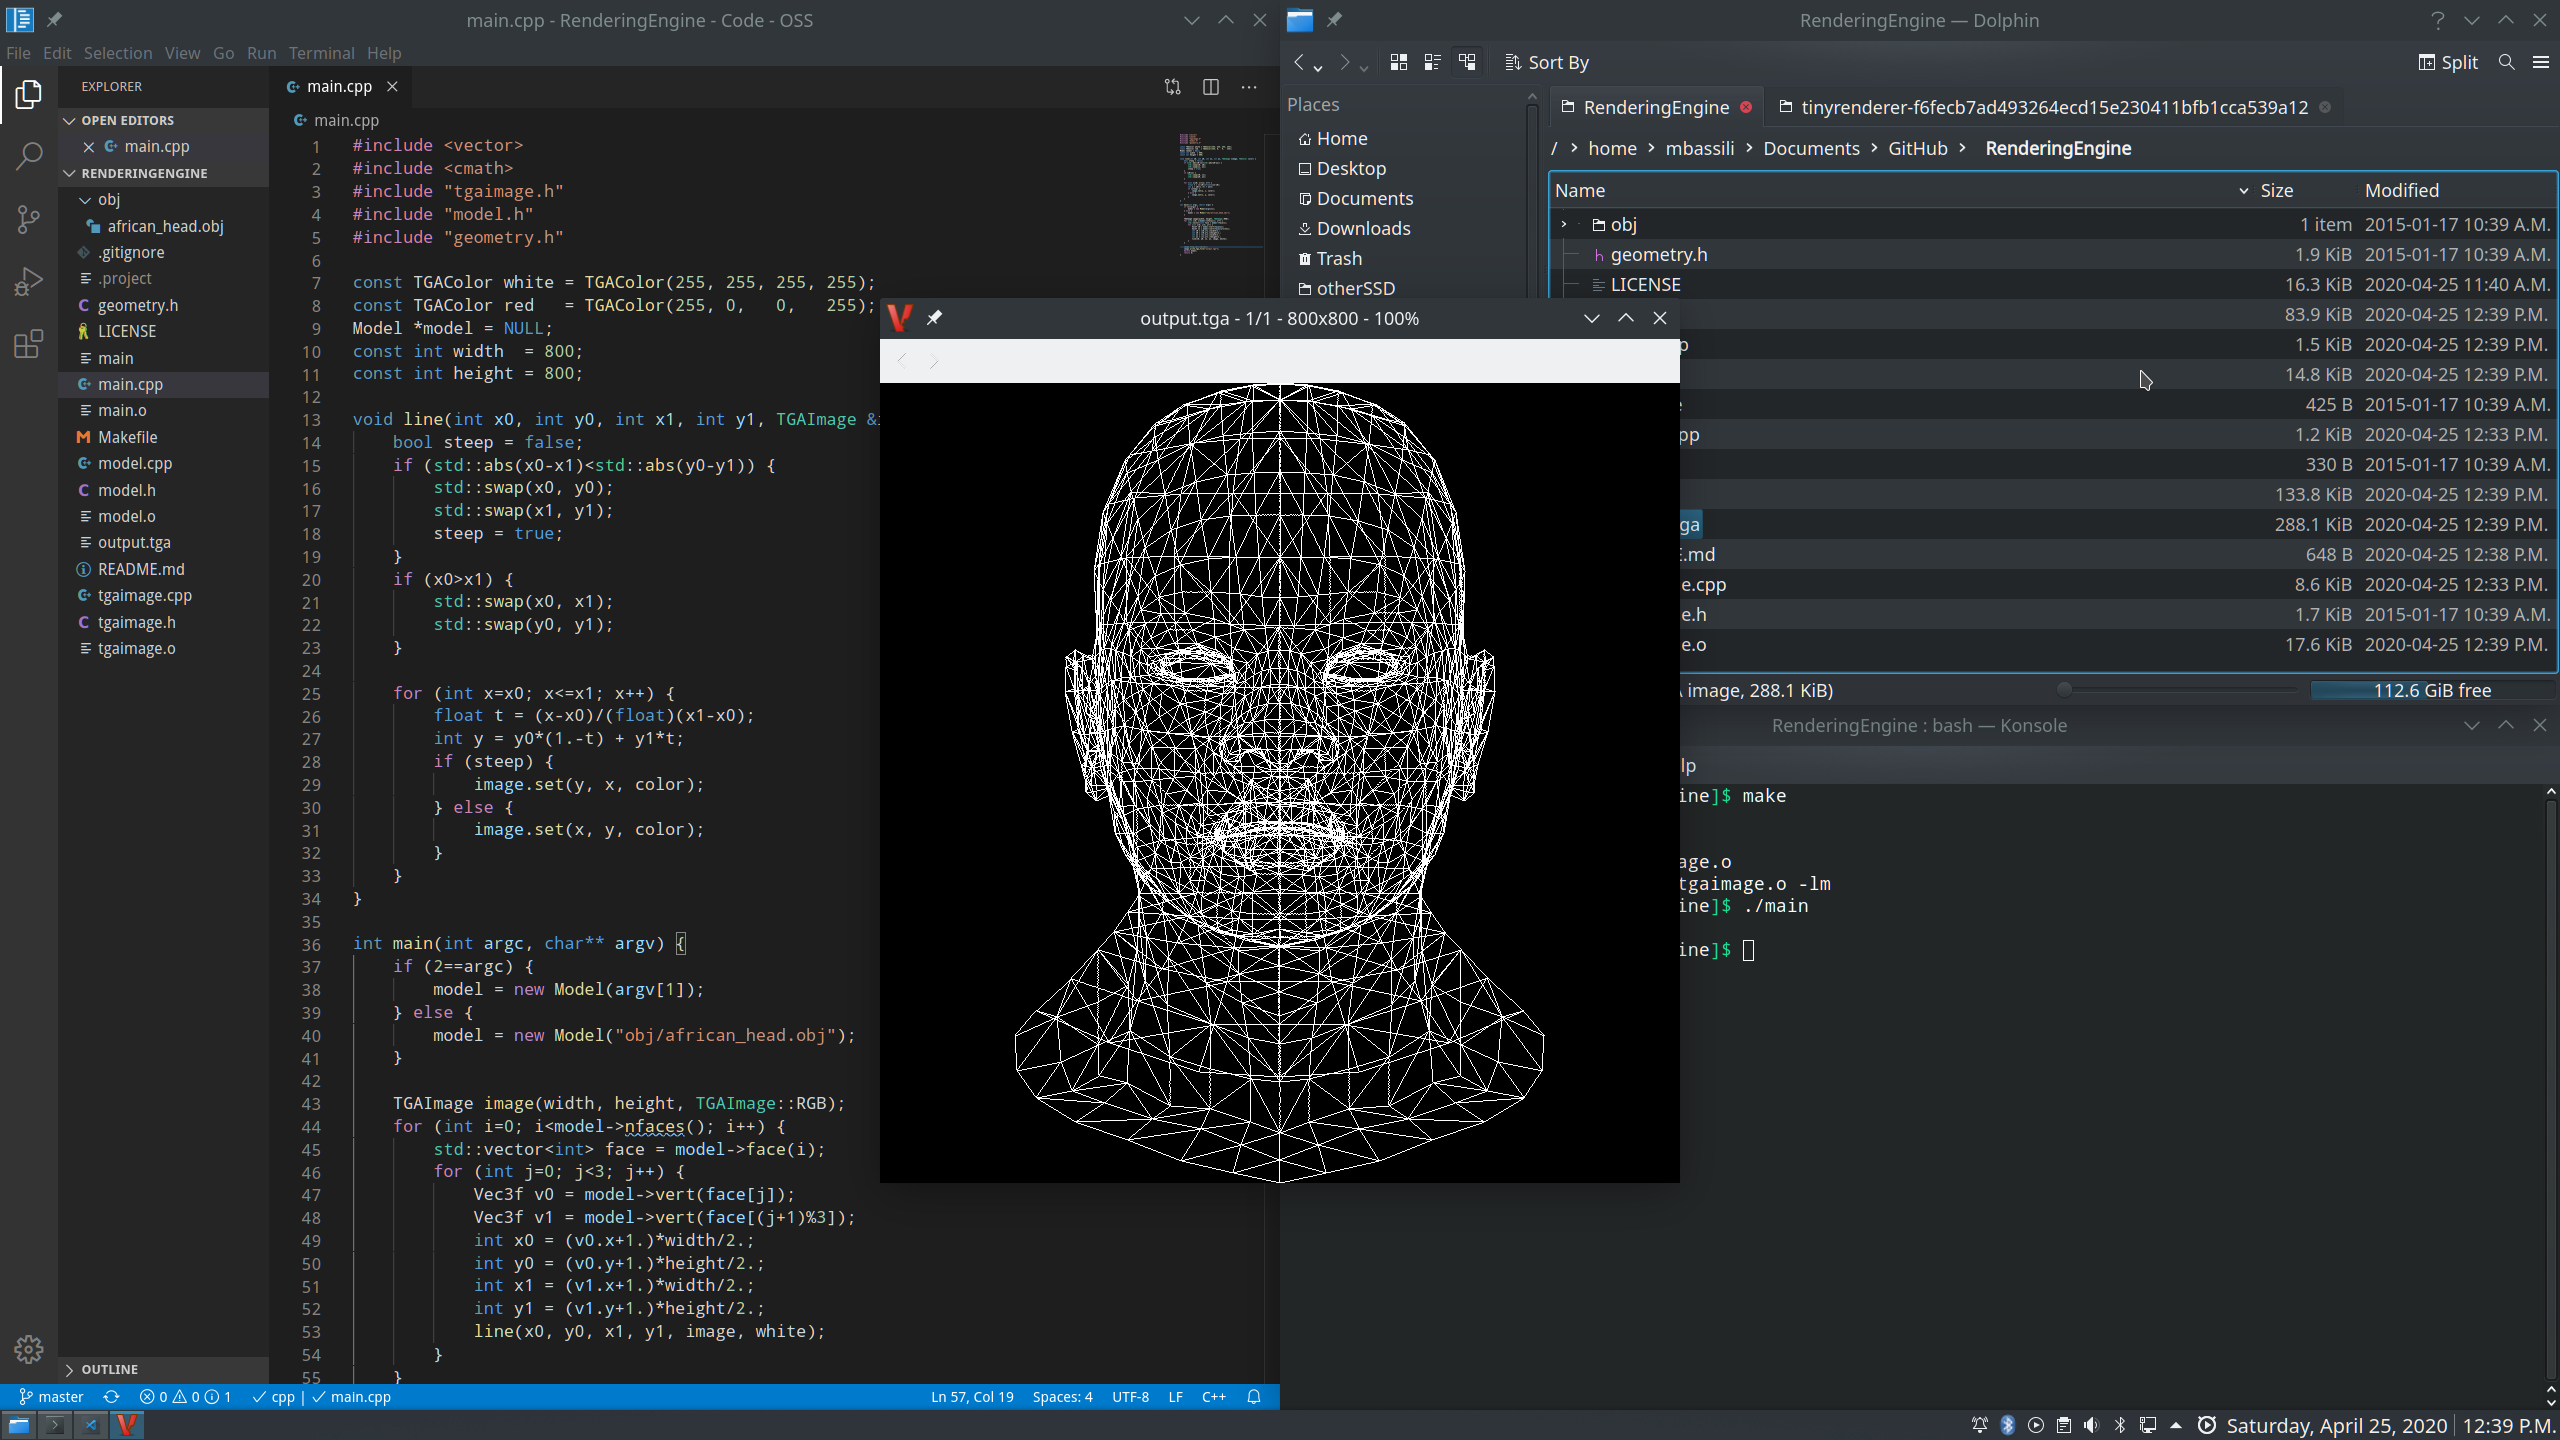 main.cpp - RenderingEngine - Code - OSS
File Edit Selection View Go Run Terminal Help
EXPLORER
OPEN EDITORS
main.cpp
RENDERINGENGINE
obj
african_head.obj
.gitignore
.project
geometry.h
LICENSE
main
main.cpp
main.o
Makefile
model.cpp
model.h
model.o
output.tga
README.md
tgaimage.cpp
tgaimage.h
tgaimage.o
OUTLINE
main.cpp
main.cpp
1 #include <vector>
2 #include <cmath>
3 #include "tgaimage.h"
4 #include "model.h"
5 #include "geometry.h"
6
7 const TGAColor white = TGAColor(255, 255, 255, 255);
8 const TGAColor red   = TGAColor(255, 0,   0,   255);
9 Model *model = NULL;
10 const int width  = 800;
11 const int height = 800;
12
13 void line(int x0, int y0, int x1, int y1, TGAImage &
14     bool steep = false;
15     if (std::abs(x0-x1)<std::abs(y0-y1)) {
16         std::swap(x0, y0);
17         std::swap(x1, y1);
18         steep = true;
19     }
20     if (x0>x1) {
21         std::swap(x0, x1);
22         std::swap(y0, y1);
23     }
24
25     for (int x=x0; x<=x1; x++) {
26         float t = (x-x0)/(float)(x1-x0);
27         int y = y0*(1.-t) + y1*t;
28         if (steep) {
29             image.set(y, x, color);
30         } else {
31             image.set(x, y, color);
32         }
33     }
34 }
35
36 int main(int argc, char** argv) {
37     if (2==argc) {
38         model = new Model(argv[1]);
39     } else {
40         model = new Model("obj/african_head.obj");
41     }
42
43     TGAImage image(width, height, TGAImage::RGB);
44     for (int i=0; i<model->nfaces(); i++) {
45         std::vector<int> face = model->face(i);
46         for (int j=0; j<3; j++) {
47             Vec3f v0 = model->vert(face[j]);
48             Vec3f v1 = model->vert(face[(j+1)%3]);
49             int x0 = (v0.x+1.)*width/2.;
50             int y0 = (v0.y+1.)*height/2.;
51             int x1 = (v1.x+1.)*width/2.;
52             int y1 = (v1.y+1.)*height/2.;
53             line(x0, y0, x1, y1, image, white);
54         }
55     }
master 0 0 1 cpp | main.cpp Ln 57, Col 19 Spaces: 4 UTF-8 LF C++
output.tga - 1/1 - 800x800 - 100%
RenderingEngine — Dolphin
Sort By Split
Places
Home
Desktop
Documents
Downloads
Trash
otherSSD
RenderingEngine tinyrenderer-f6fecb7ad493264ecd15e230411bfb1cca539a12
/ > home > mbassili > Documents > GitHub > RenderingEngine
Name Size Modified
obj 1 item 2015-01-17 10:39 A.M.
geometry.h 1.9 KiB 2015-01-17 10:39 A.M.
LICENSE 16.3 KiB 2020-04-25 11:40 A.M.
83.9 KiB 2020-04-25 12:39 P.M.
p 1.5 KiB 2020-04-25 12:39 P.M.
14.8 KiB 2020-04-25 12:39 P.M.
e 425 B 2015-01-17 10:39 A.M.
pp 1.2 KiB 2020-04-25 12:33 P.M.
330 B 2015-01-17 10:39 A.M.
133.8 KiB 2020-04-25 12:39 P.M.
ga 288.1 KiB 2020-04-25 12:39 P.M.
.md 648 B 2020-04-25 12:38 P.M.
e.cpp 8.6 KiB 2020-04-25 12:33 P.M.
e.h 1.7 KiB 2015-01-17 10:39 A.M.
e.o 17.6 KiB 2020-04-25 12:39 P.M.
image, 288.1 KiB) 112.6 GiB free
RenderingEngine : bash — Konsole
lp
ine]$ make
age.o
tgaimage.o -lm
ine]$ ./main
ine]$
Saturday, April 25, 2020 12:39 P.M.